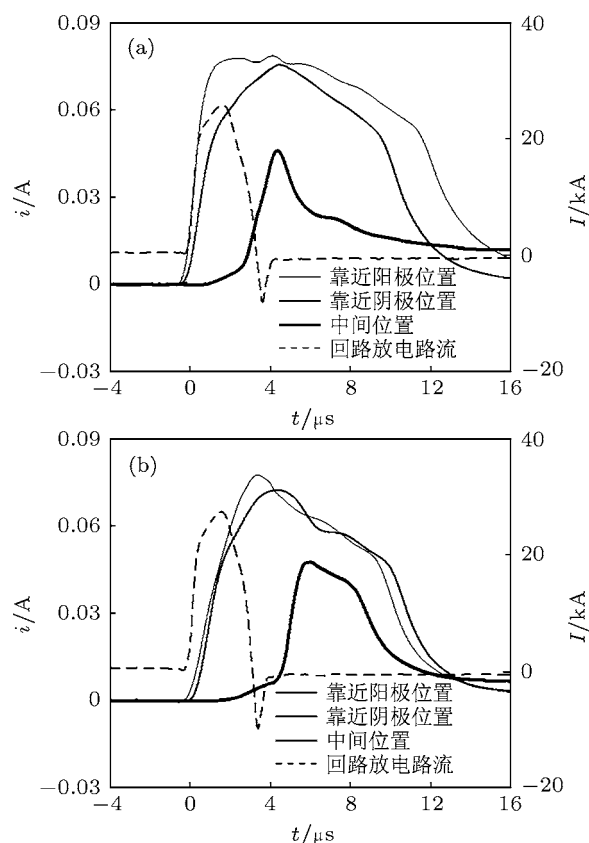 (a)
0.09
0.06
0.03
0
−0.03
i/A
40
20
0
−20
I/kA
靠近阳极位置
靠近阴极位置
中间位置
回路放电路流
−4
0
4
8
12
16
t/μs
(b)
0.09
0.06
0.03
0
−0.03
i/A
40
20
0
−20
I/kA
靠近阳极位置
靠近阴极位置
中间位置
回路放电路流
−4
0
4
8
12
16
t/μs